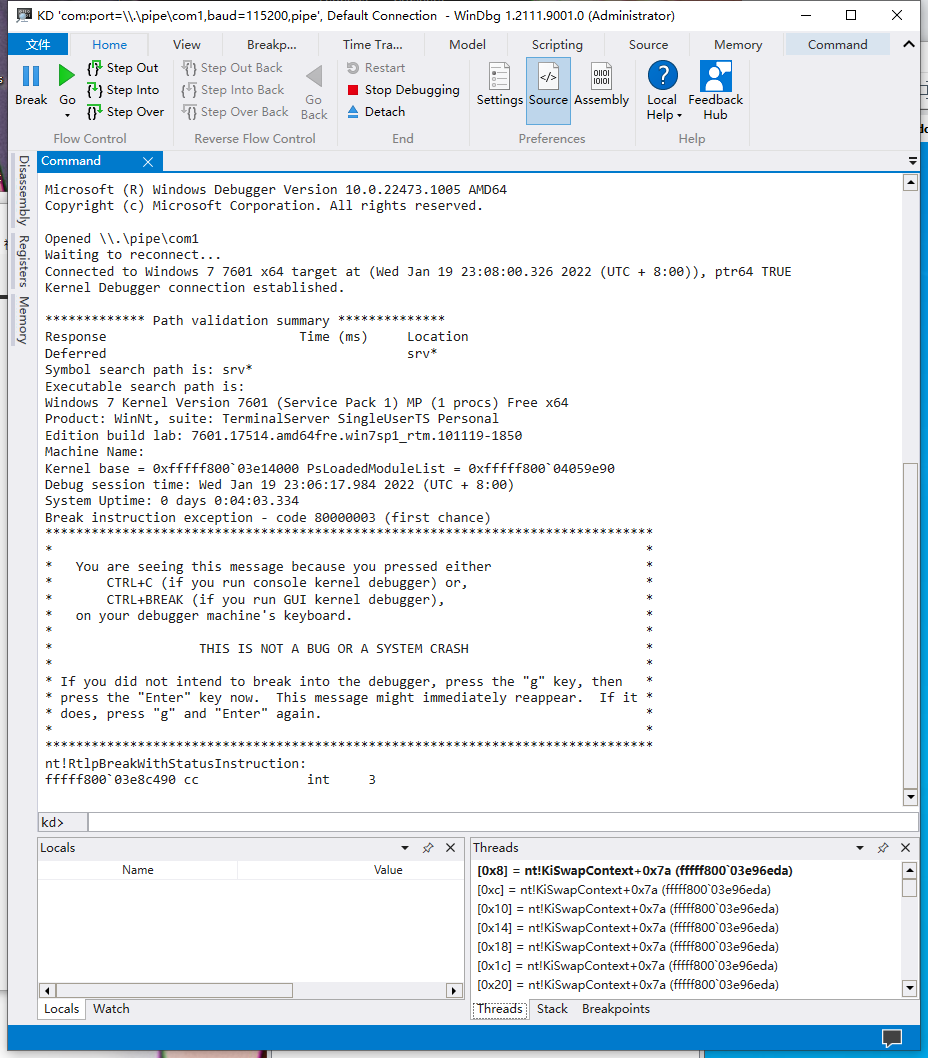 KD 'com:port=\\.\pipe\com1,baud=115200,pipe', Default Connection - WinDbg 1.2111.9001.0 (Administrator)
文件 Home View Breakp... Time Tra... Model Scripting Source Memory Command
Break
Go
Step Out
Step Into
Step Over
Flow Control
Step Out Back
Step Into Back
Step Over Back
Go Back
Reverse Flow Control
Restart
Stop Debugging
Detach
End
Settings
Source
Assembly
Preferences
Local Help
Feedback Hub
Help
Disassembly
Registers
Memory
Command
Microsoft (R) Windows Debugger Version 10.0.22473.1005 AMD64
Copyright (c) Microsoft Corporation. All rights reserved.
Opened \\.\pipe\com1
Waiting to reconnect...
Connected to Windows 7 7601 x64 target at (Wed Jan 19 23:08:00.326 2022 (UTC + 8:00)), ptr64 TRUE
Kernel Debugger connection established.
************* Path validation summary **************
Response                         Time (ms)     Location
Deferred                                       srv*
Symbol search path is: srv*
Executable search path is:
Windows 7 Kernel Version 7601 (Service Pack 1) MP (1 procs) Free x64
Product: WinNt, suite: TerminalServer SingleUserTS Personal
Edition build lab: 7601.17514.amd64fre.win7sp1_rtm.101119-1850
Machine Name:
Kernel base = 0xfffff800`03e14000 PsLoadedModuleList = 0xfffff800`04059e90
Debug session time: Wed Jan 19 23:06:17.984 2022 (UTC + 8:00)
System Uptime: 0 days 0:04:03.334
Break instruction exception - code 80000003 (first chance)
*******************************************************************************
*                                                                             *
*   You are seeing this message because you pressed either                    *
*       CTRL+C (if you run console kernel debugger) or,                       *
*       CTRL+BREAK (if you run GUI kernel debugger),                          *
*   on your debugger machine's keyboard.                                      *
*                                                                             *
*                   THIS IS NOT A BUG OR A SYSTEM CRASH                       *
*                                                                             *
* If you did not intend to break into the debugger, press the "g" key, then   *
* press the "Enter" key now.  This message might immediately reappear.  If it *
* does, press "g" and "Enter" again.                                          *
*                                                                             *
*******************************************************************************
nt!RtlpBreakWithStatusInstruction:
fffff800`03e8c490 cc              int     3
kd>
Locals
Name Value
Locals Watch
Threads
[0x8] = nt!KiSwapContext+0x7a (fffff800`03e96eda)
[0xc] = nt!KiSwapContext+0x7a (fffff800`03e96eda)
[0x10] = nt!KiSwapContext+0x7a (fffff800`03e96eda)
[0x14] = nt!KiSwapContext+0x7a (fffff800`03e96eda)
[0x18] = nt!KiSwapContext+0x7a (fffff800`03e96eda)
[0x1c] = nt!KiSwapContext+0x7a (fffff800`03e96eda)
[0x20] = nt!KiSwapContext+0x7a (fffff800`03e96eda)
Threads Stack Breakpoints